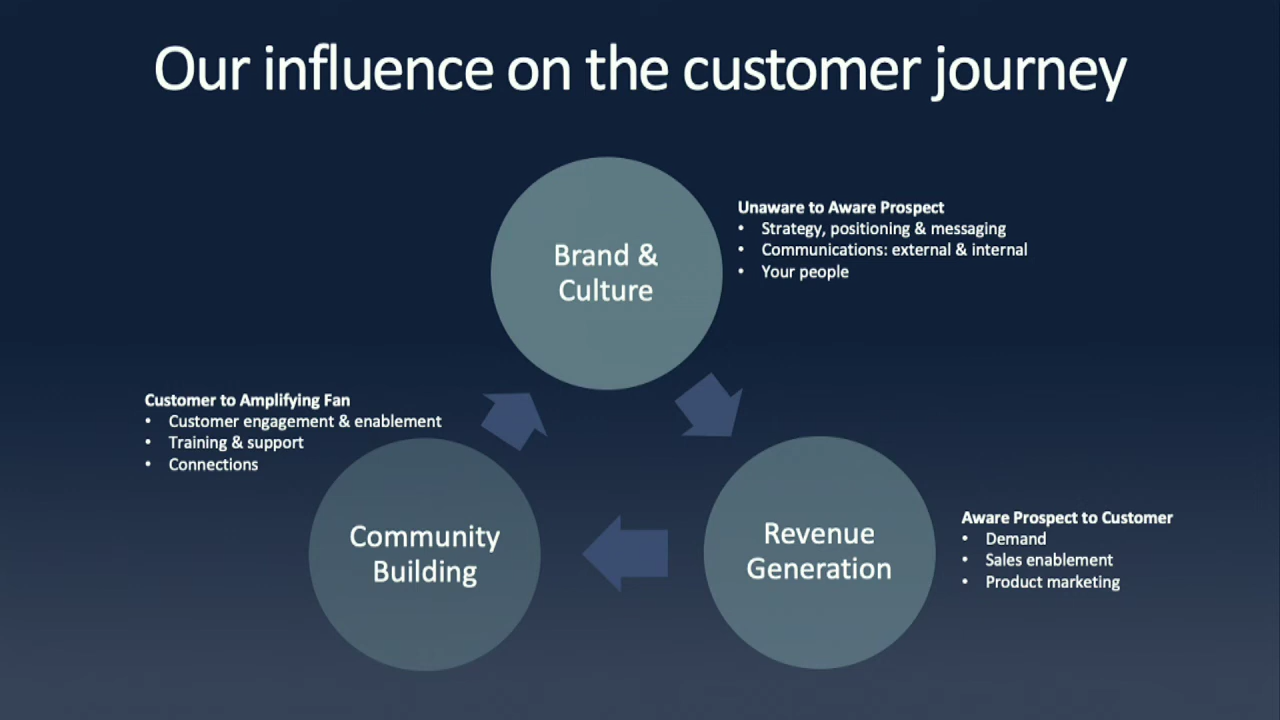 Our influence on the customer journey
Brand &
Culture
Unaware to Aware Prospect
• Strategy, positioning & messaging
• Communications: external & internal
• Your people
Customer to Amplifying Fan
• Customer engagement & enablement
• Training & support
• Connections
Community
Building
Revenue
Generation
Aware Prospect to Customer
• Demand
• Sales enablement
• Product marketing